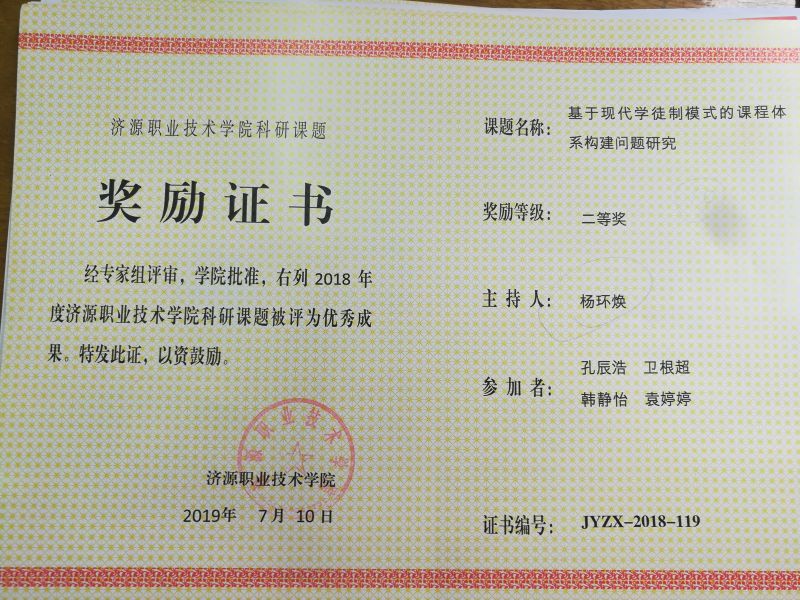 济源职业技术学院科研课题
奖励证书
经专家组评审，学院批准，右列 2018 年
度济源职业技术学院科研课题被评为优秀成
果。特发此证，以资鼓励。
济源职业技术学院
2019年 7月 10日
课题名称： 基于现代学徒制模式的课程体
系构建问题研究
奖励等级： 二等奖
主 持 人： 杨环焕
参 加 者： 孔辰浩 卫根超
韩静怡 袁婷婷
证书编号： JYZX-2018-119